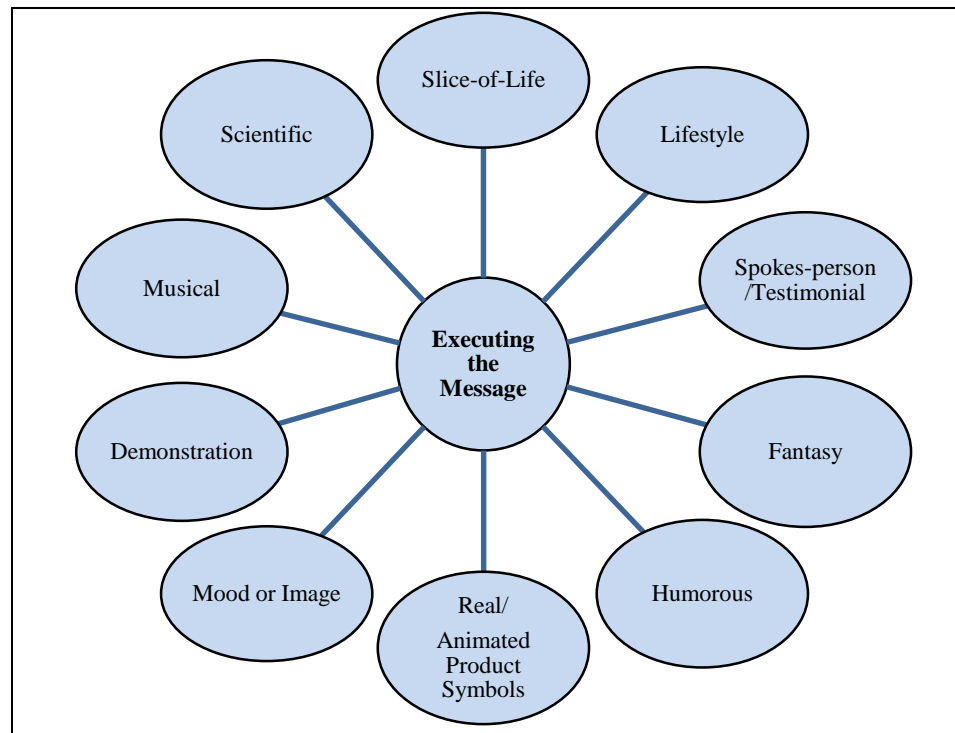 Slice-of-Life
Lifestyle
Spokes-person
/Testimonial
Fantasy
Humorous
Real/
Animated
Product
Symbols
Mood or Image
Demonstration
Musical
Scientific
Executing
the
Message